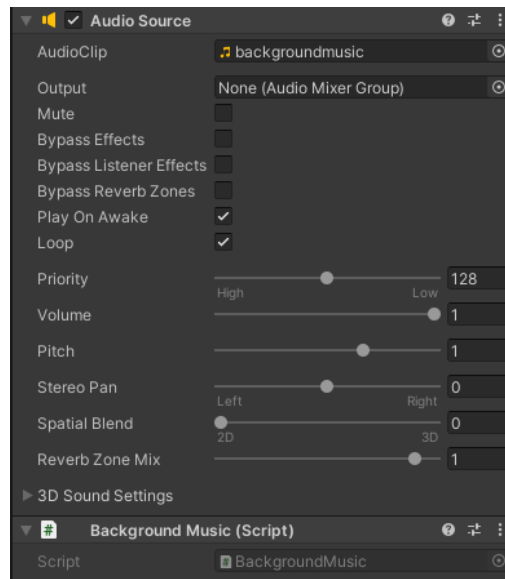 Audio Source
AudioClip backgroundmusic
Output None (Audio Mixer Group)
Mute
Bypass Effects
Bypass Listener Effects
Bypass Reverb Zones
Play On Awake
Loop
Priority 128
High Low
Volume 1
Pitch 1
Stereo Pan 0
Left Right
Spatial Blend 0
2D 3D
Reverb Zone Mix 1
3D Sound Settings
# Background Music (Script)
Script # BackgroundMusic